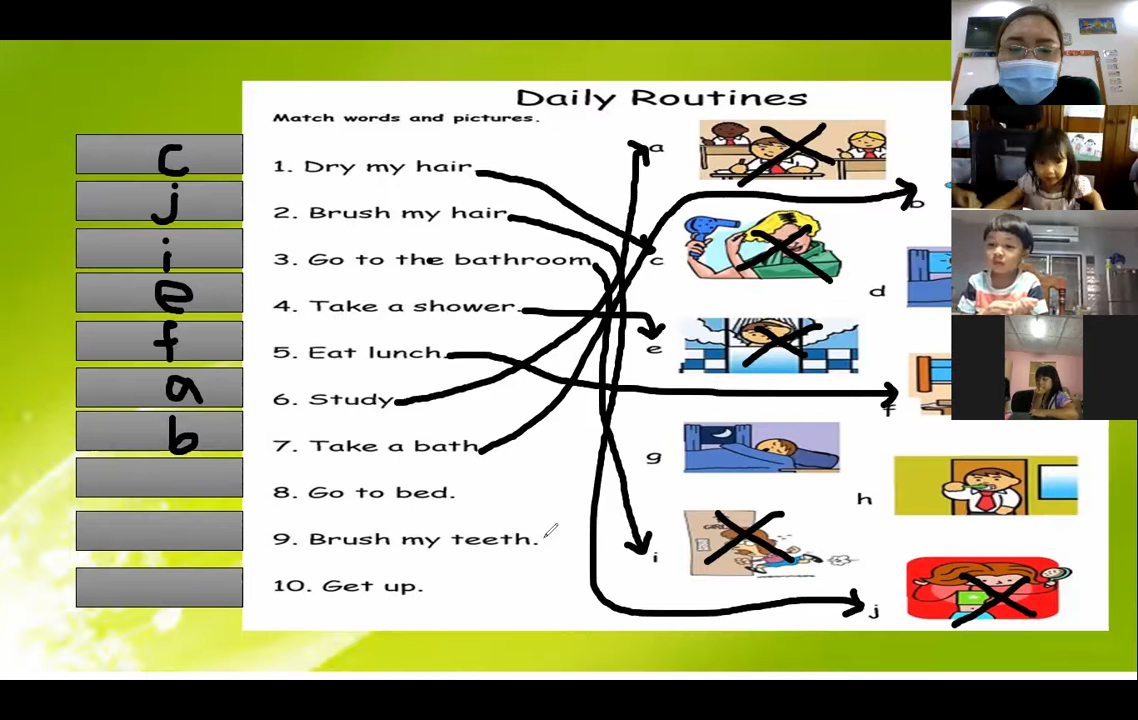 Daily Routines
Match words and pictures.
c
1. Dry my hair
j
2. Brush my hair
i
3. Go to the bathroom
e
4. Take a shower.
f
5. Eat lunch.
a
6. Study
b
7. Take a bath
8. Go to bed.
9. Brush my teeth.
10. Get up.
a
b
c
d
e
f
g
h
i
j